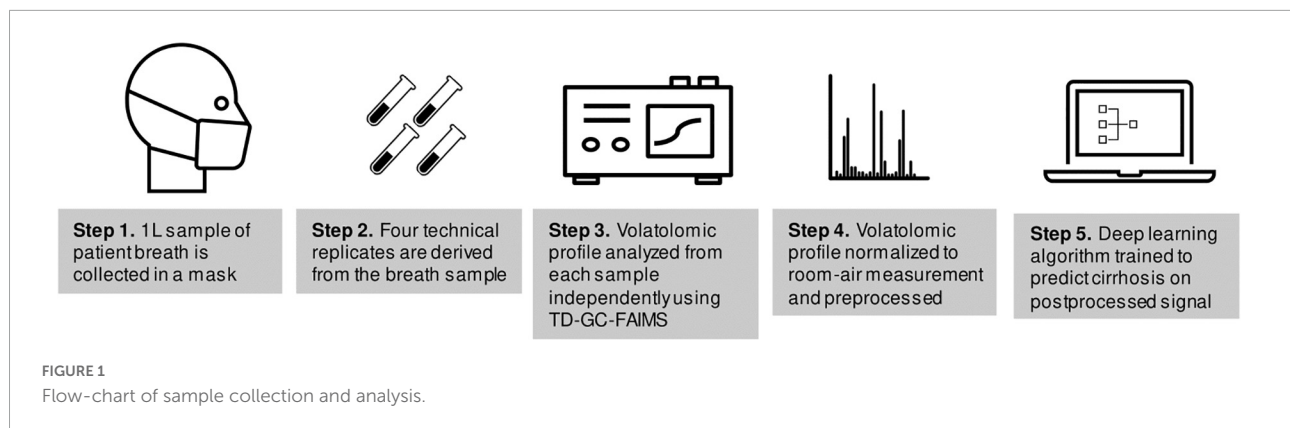 Step 1. 1L sample of
patient breath is
collected in a mask
Step 2. Four technical
replicates are derived
from the breath sample
Step 3. Volatolomic
profile analyzed from
each sample
independently using
TD-GC-FAIMS
Step 4. Volatolomic
profile normalized to
room-air measurement
and preprocessed
Step 5. Deep learning
algorithm trained to
predict cirrhosis on
postprocessed signal
FIGURE 1
Flow-chart of sample collection and analysis.